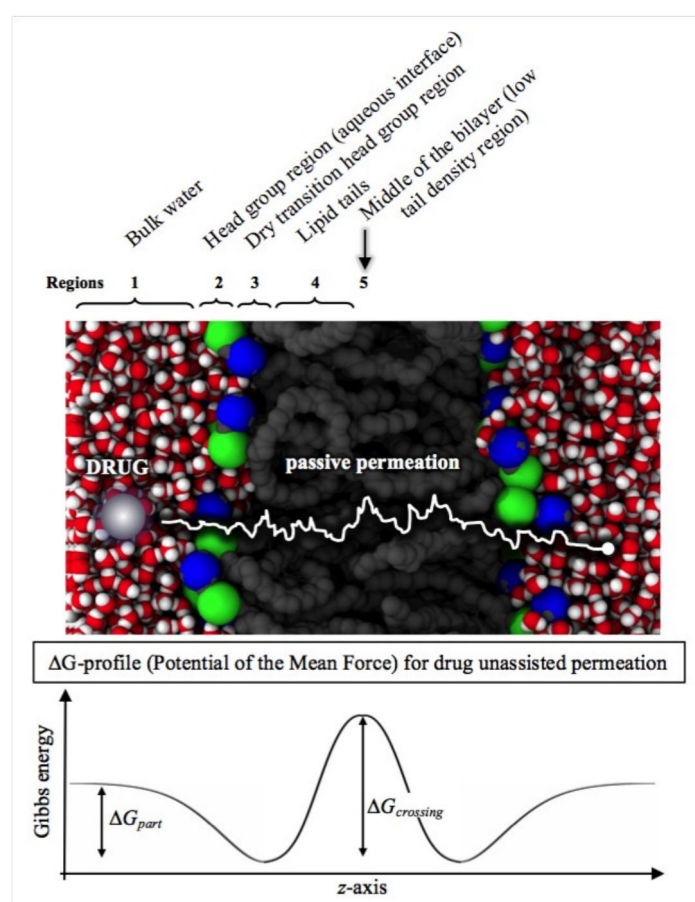 Bulk water
Head group region (aqueous interface)
Dry transition head group region
Lipid tails
Middle of the bilayer (low
tail density region)
Regions 1 2 3 4 5
DRUG
passive permeation
ΔG-profile (Potential of the Mean Force) for drug unassisted permeation
Gibbs energy
ΔGpart
ΔGcrossing
z-axis